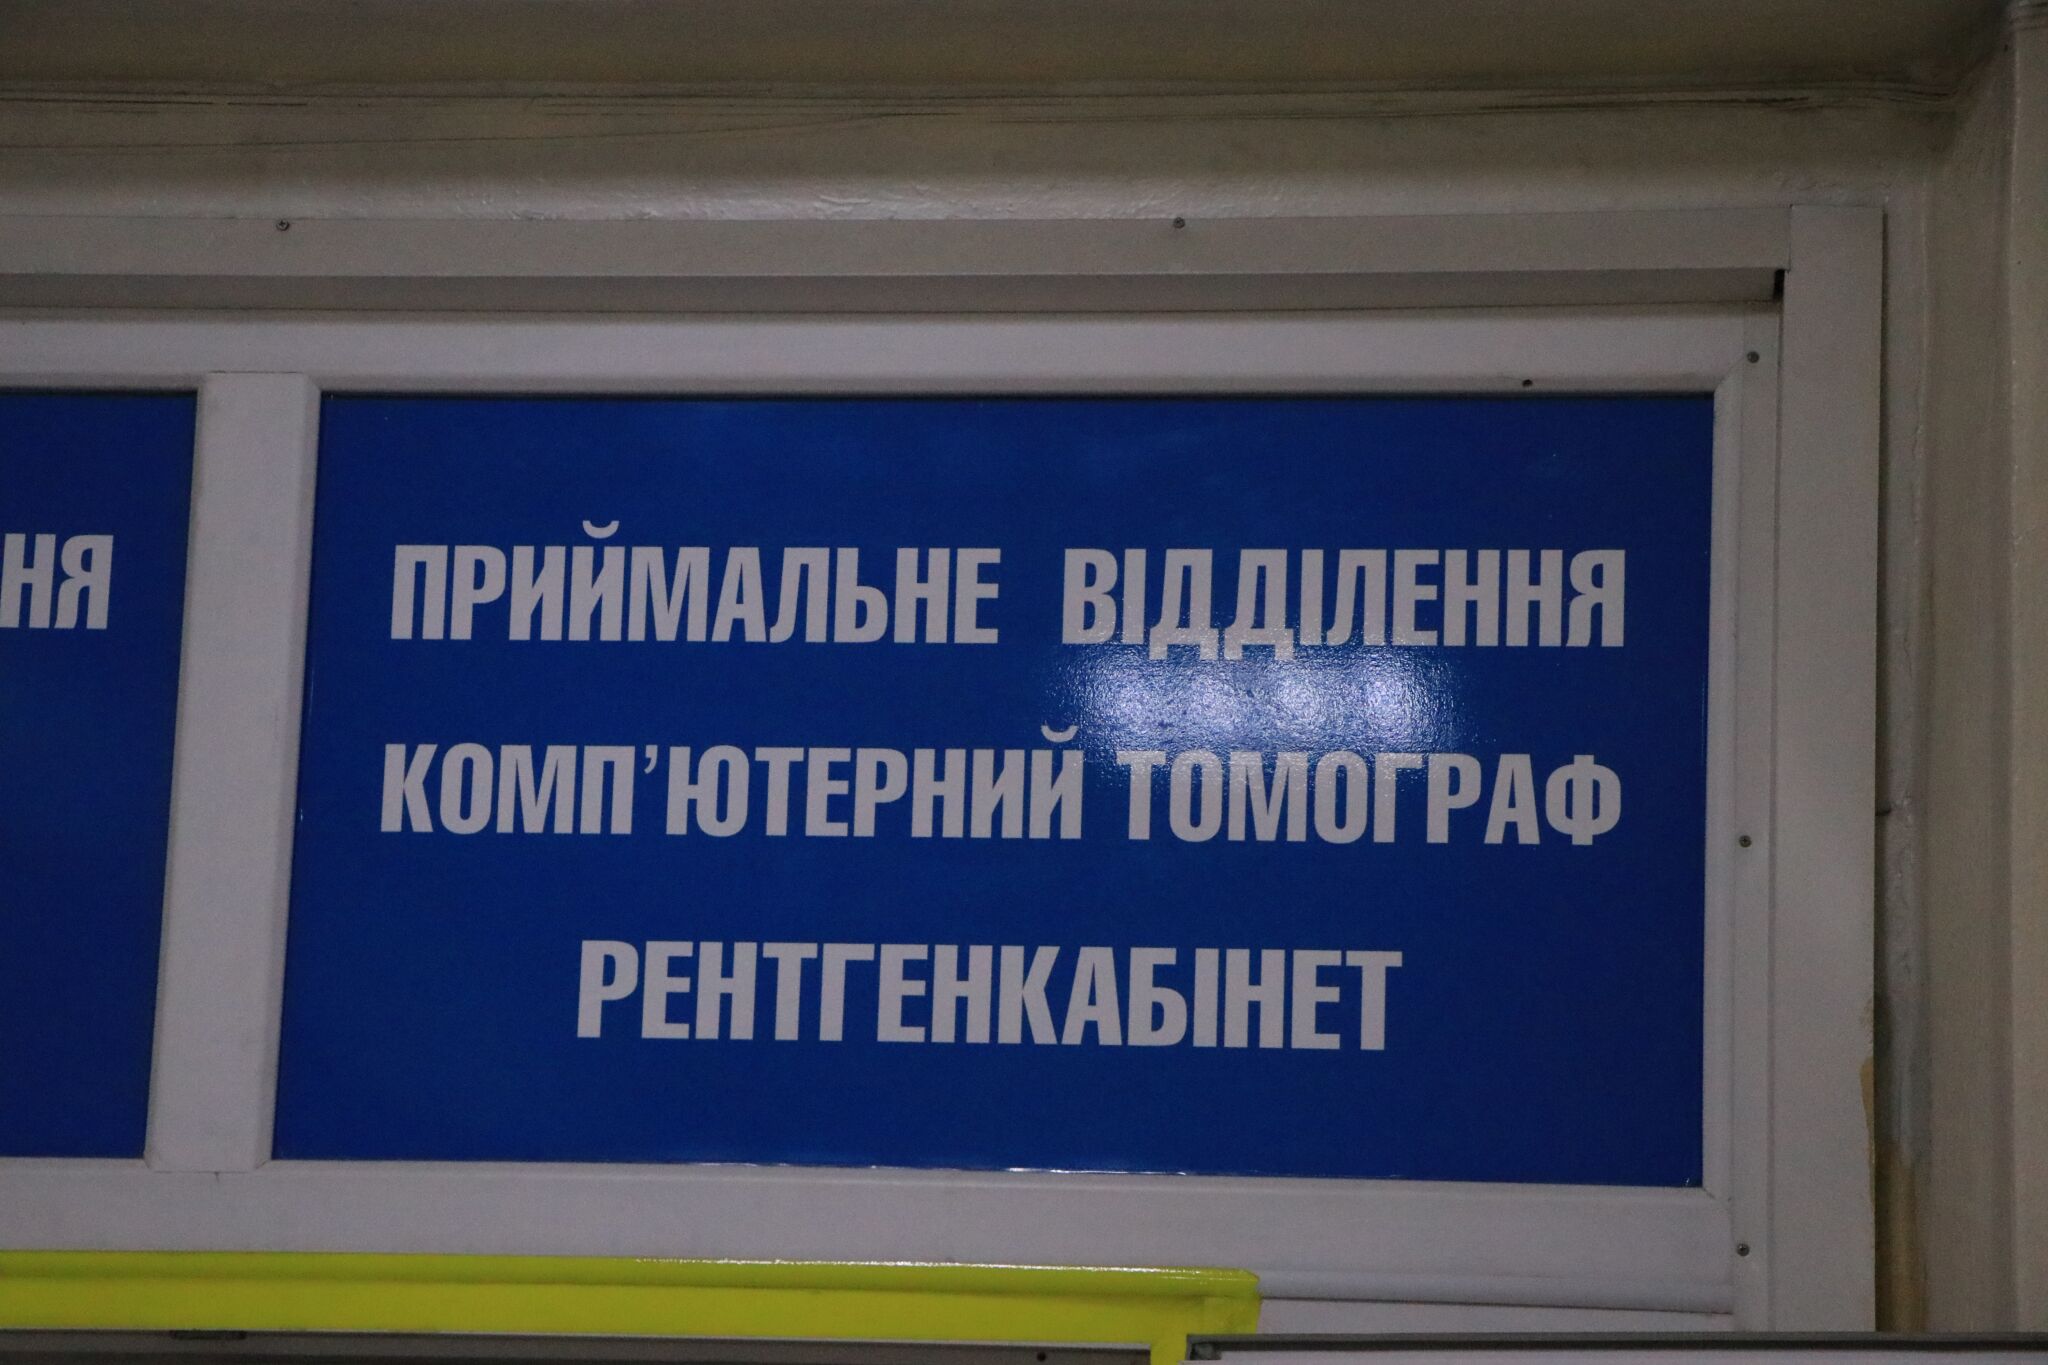 ПРИЙМАЛЬНЕ ВІДДІЛЕННЯ
КОМП'ЮТЕРНИЙ ТОМОГРАФ
РЕНТГЕНКАБІНЕТ